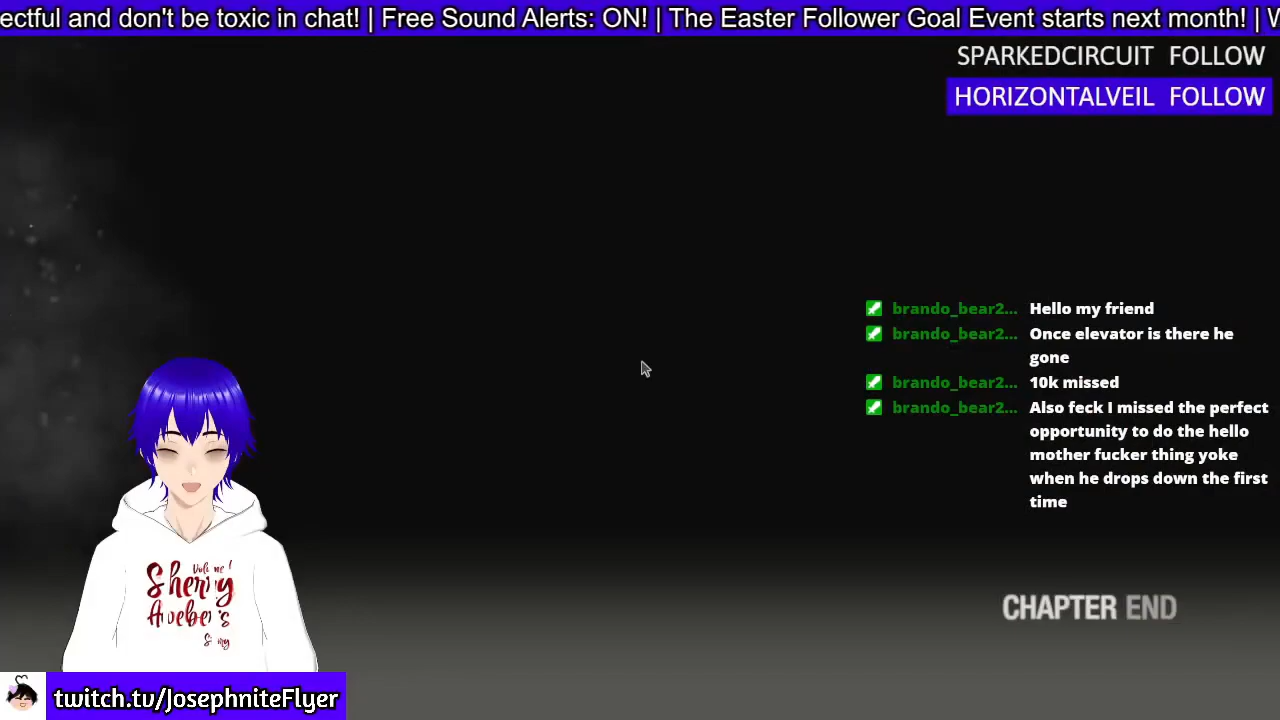 ectful and don't be toxic in chat! | Free Sound Alerts: ON! | The Easter Follower Goal Event starts next month! | W
SPARKEDCIRCUIT FOLLOW
HORIZONTALVEIL FOLLOW
brando_bear2... Hello my friend
brando_bear2... Once elevator is there he
gone
brando_bear2... 10k missed
brando_bear2... Also feck I missed the perfect
opportunity to do the hello
mother fucker thing yoke
when he drops down the first
time
Sherry
CHAPTER END
twitch.tv/JosephniteFlyer